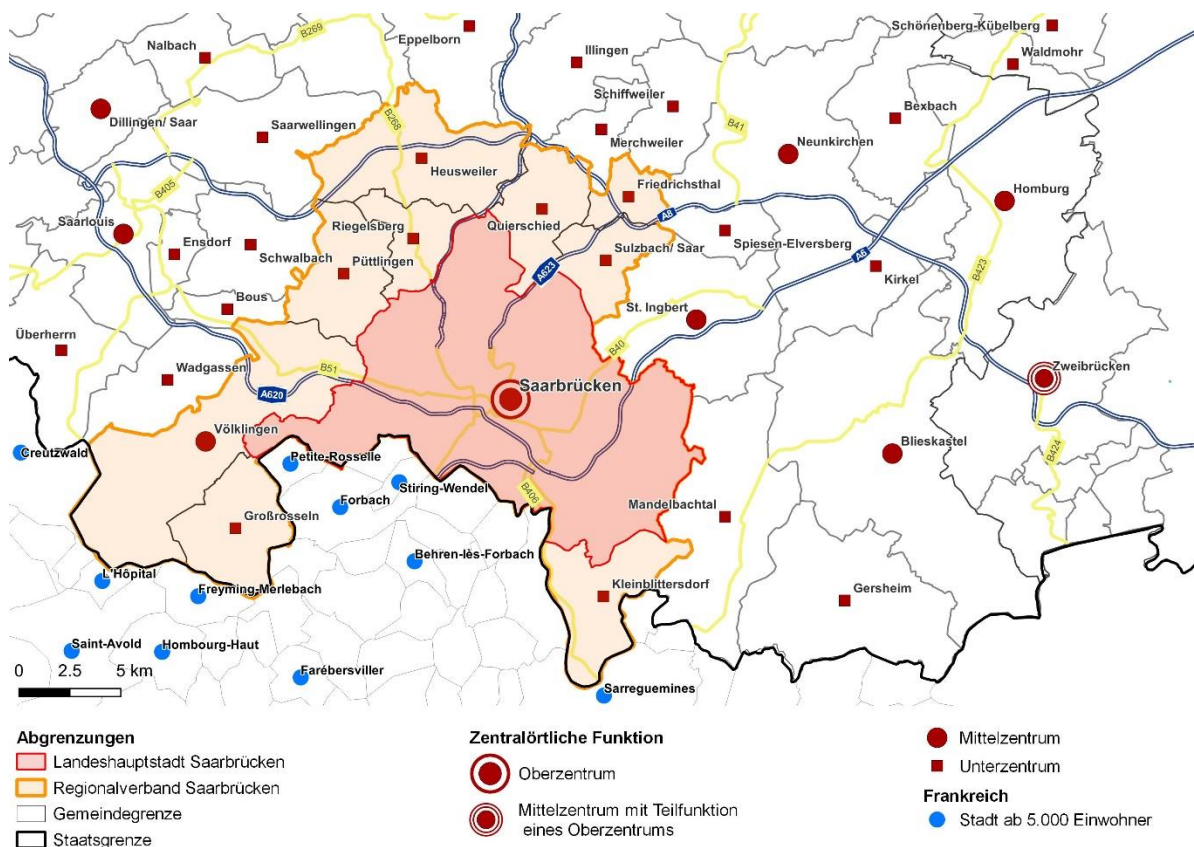 Schönenberg-Kübelberg
Eppelborn
B269
Nalbach
Illingen
Waldmohr
Schiffweiler
Bexbach
Dillingen/ Saar
B268
B41
Saarwellingen
Merchweiler
Neunkirchen
Heusweiler
Friedrichsthal
B405
Homburg
Saarlouis
Riegelsberg
Quierschied
A8
Ensdorf
Schwalbach
Püttlingen
Sulzbach/ Saar
Spiesen-Elversberg
A6
A623
B423
Kirkel
Bous
St. Ingbert
Überherrn
B40
Wadgassen
B51
Saarbrücken
Zweibrücken
A620
Völklingen
Blieskastel
B424
Creutzwald
Petite-Rosselle
Stiring-Wendel
B406
Forbach
Mandelbachtal
Großrosseln
Behren-lès-Forbach
L'Hôpital
Kleinblittersdorf
Freyming-Merlebach
Gersheim
Saint-Avold
Hombourg-Haut
0 2.5 5 km
Farébersviller
Sarreguemines
Abgrenzungen
Landeshauptstadt Saarbrücken
Regionalverband Saarbrücken
Gemeindegrenze
Staatsgrenze
Zentralörtliche Funktion
Oberzentrum
Mittelzentrum mit Teilfunktion
eines Oberzentrums
Mittelzentrum
Unterzentrum
Frankreich
Stadt ab 5.000 Einwohner